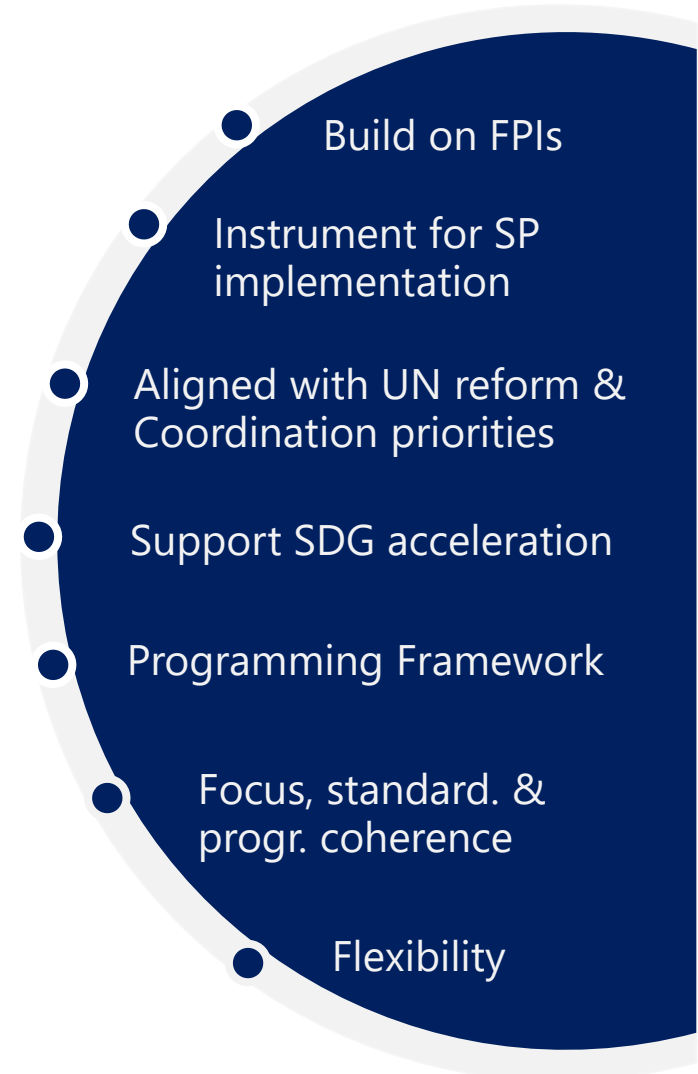 Build on FPIs
Instrument for SP
implementation
Aligned with UN reform &
Coordination priorities
Support SDG acceleration
Programming Framework
Focus, standard. &
progr. coherence
Flexibility